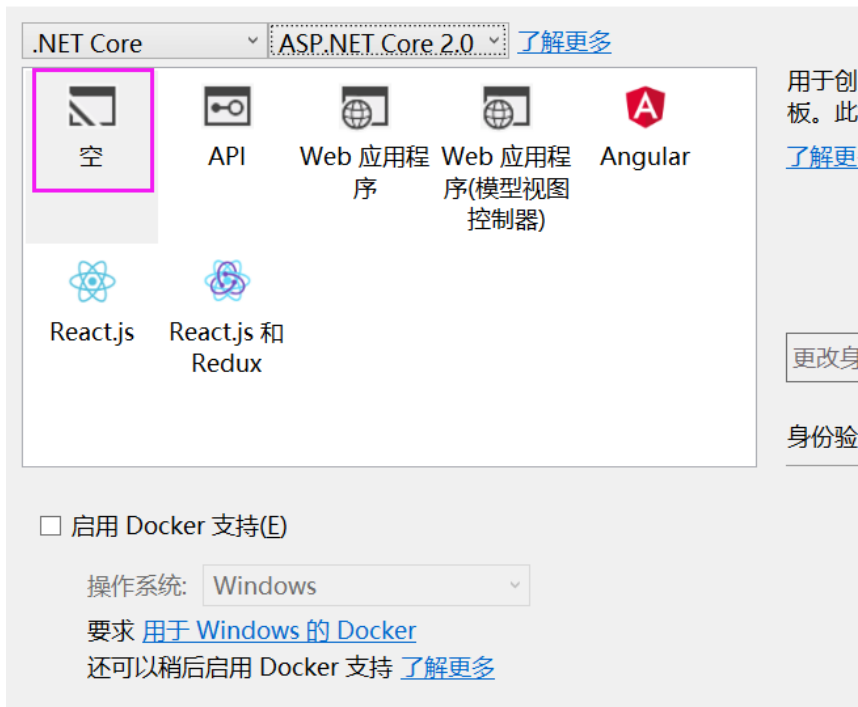 .NET Core ASP.NET Core 2.0 了解更多
用于创
板。此
了解更
空 API Web 应用程 Web 应用程 Angular
序 序(模型视图
控制器)
React.js React.js 和
Redux
更改身
身份验
启用 Docker 支持(E)
操作系统: Windows
要求 用于 Windows 的 Docker
还可以稍后启用 Docker 支持 了解更多